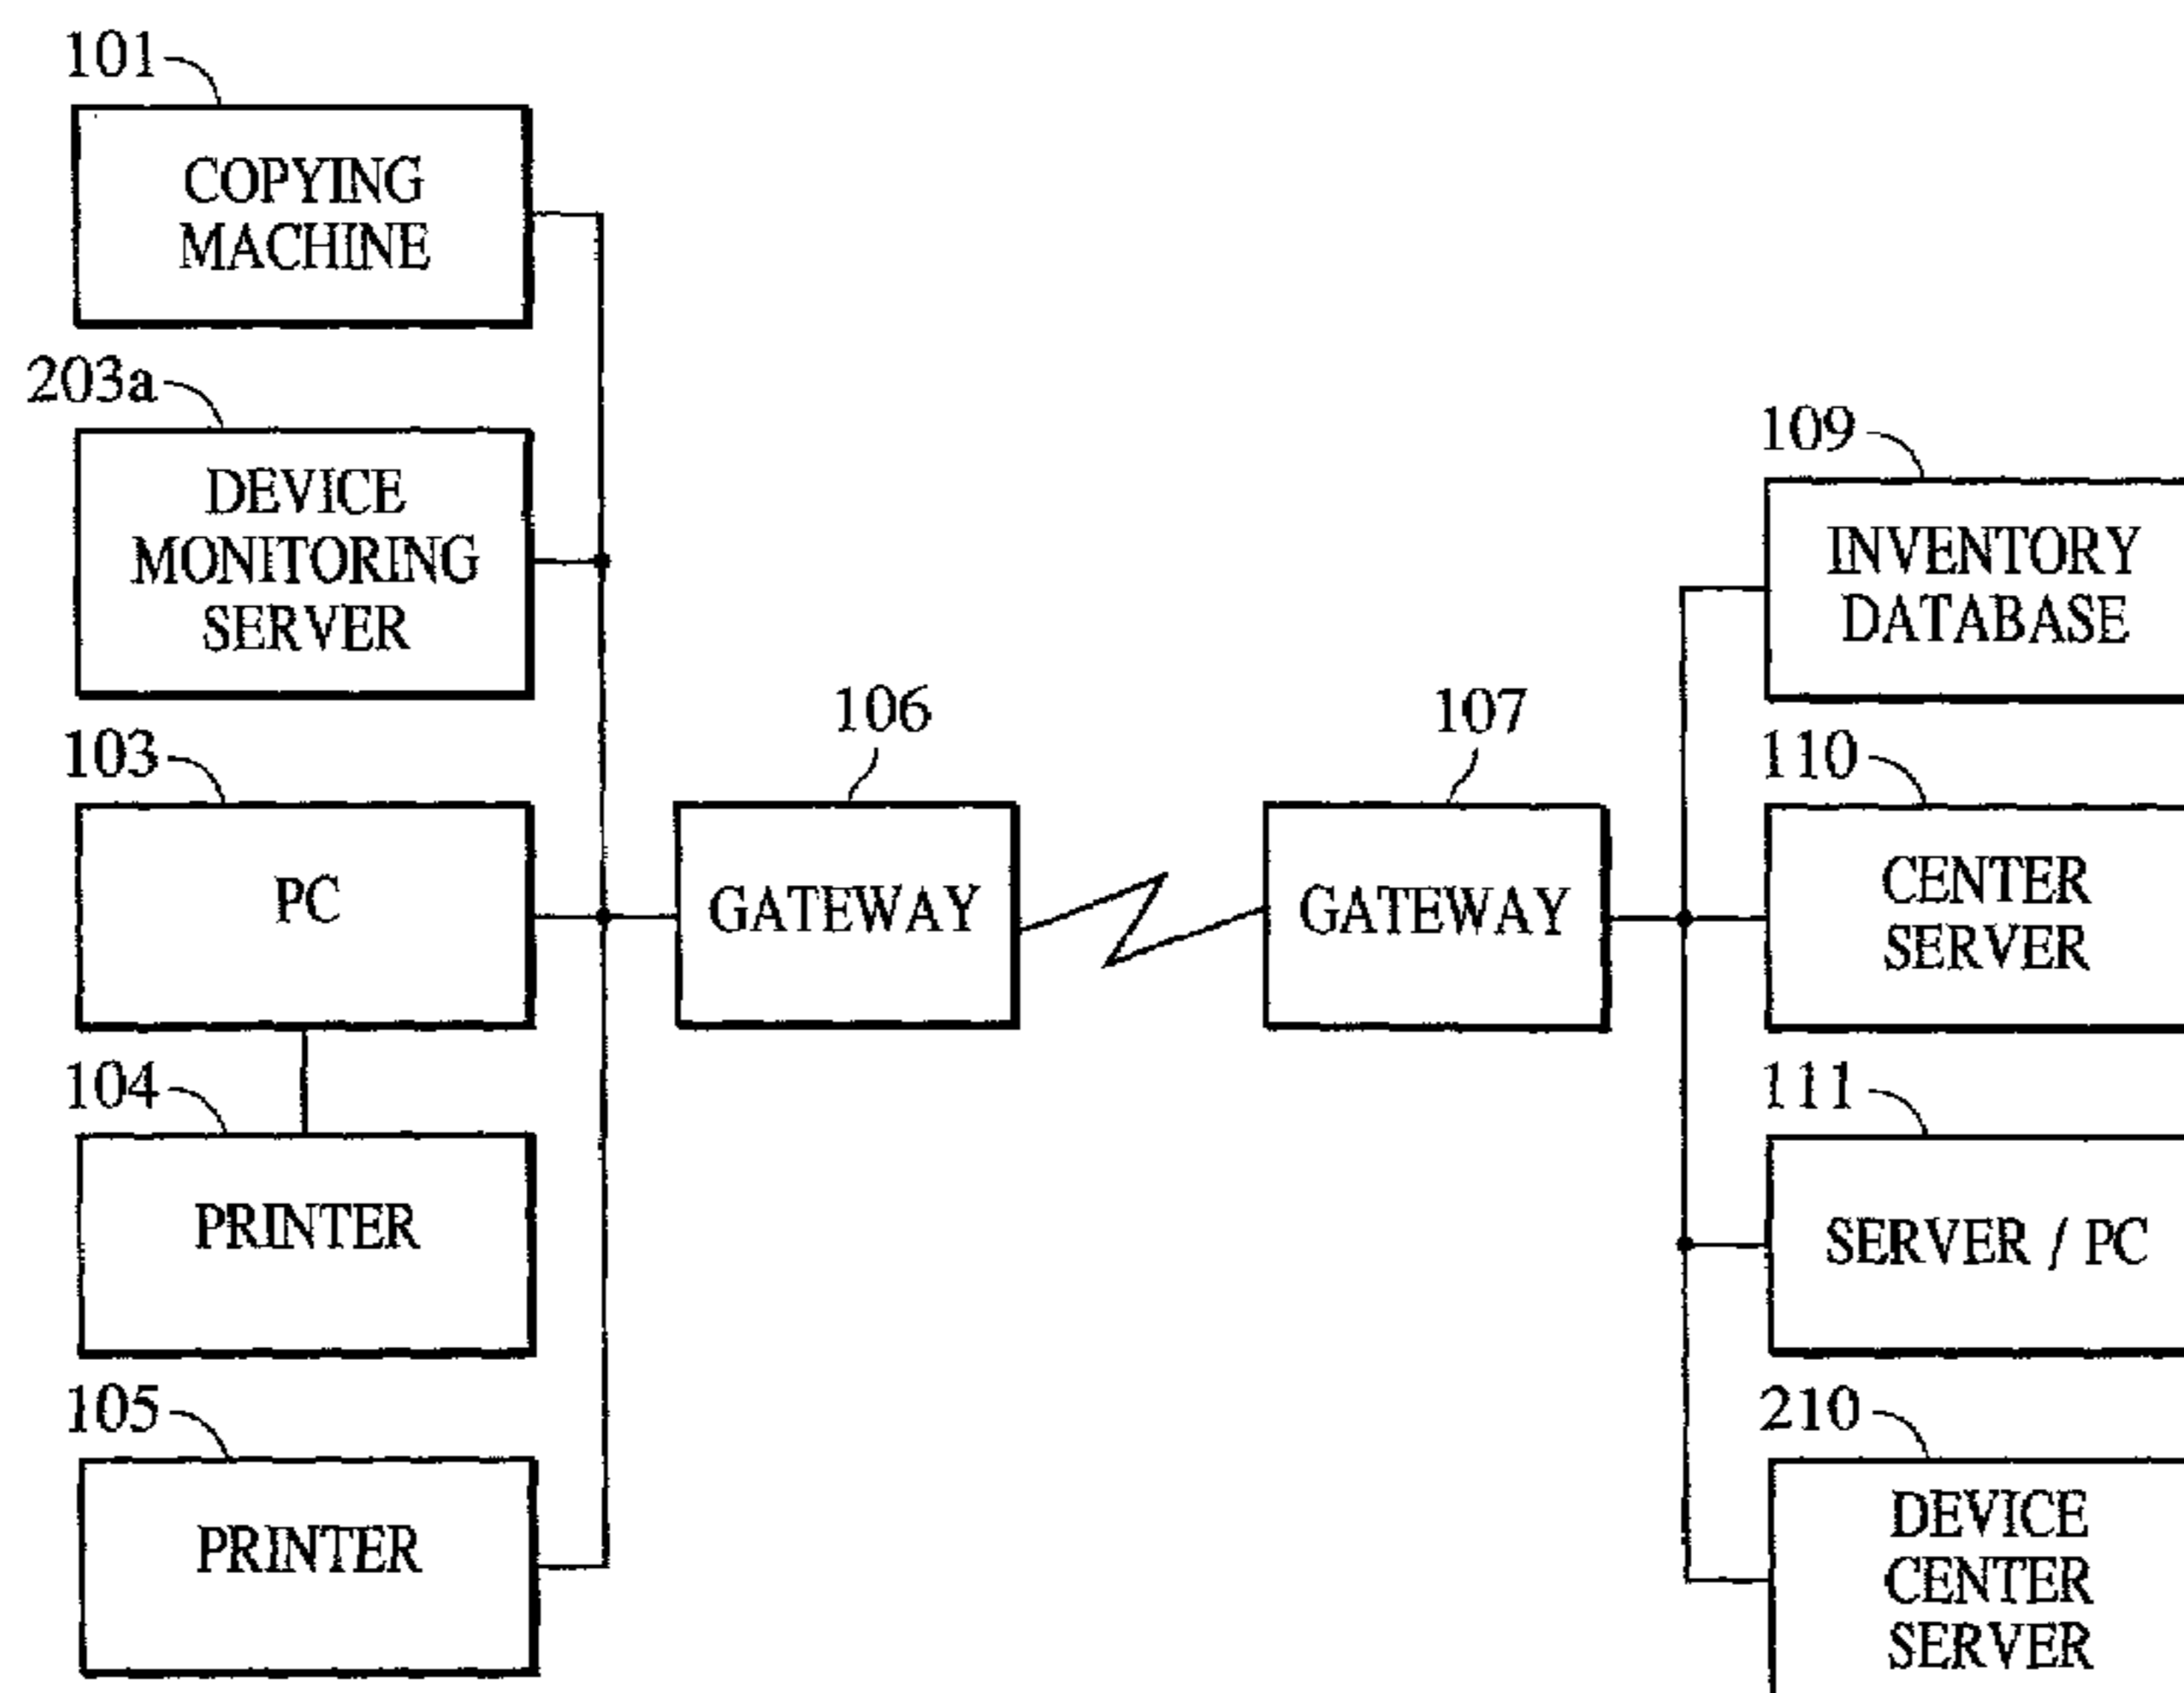 101
COPYING
MACHINE
203a
DEVICE
MONITORING
SERVER
103
PC
104
PRINTER
105
PRINTER
106
GATEWAY
107
GATEWAY
109
INVENTORY
DATABASE
110
CENTER
SERVER
111
SERVER / PC
210
DEVICE
CENTER
SERVER